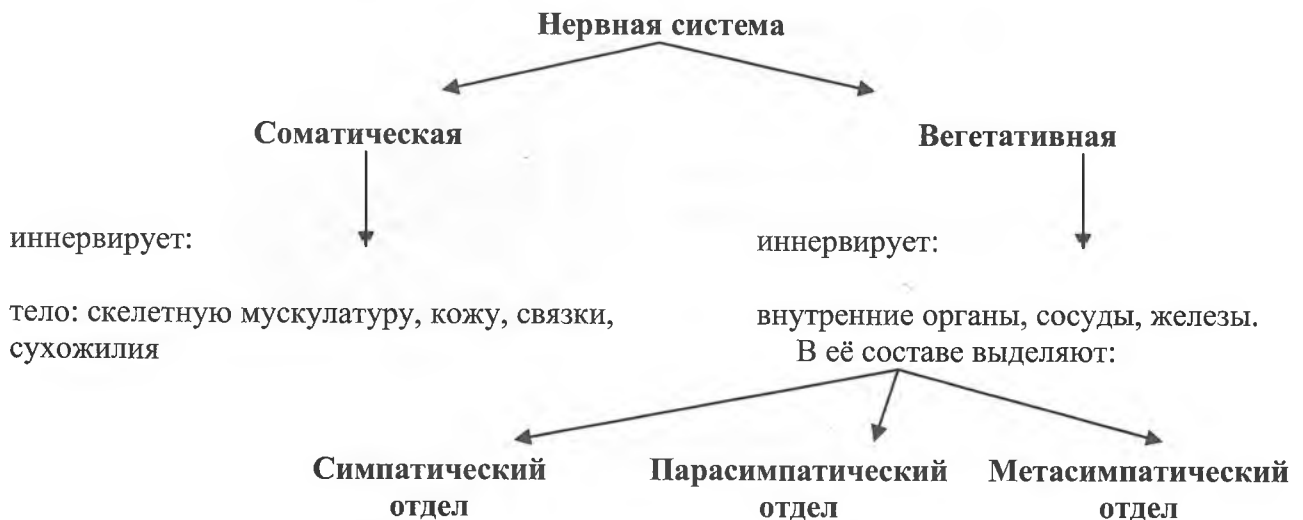 Нервная система
Соматическая
Вегетативная
иннервирует:
иннервирует:
тело: скелетную мускулатуру, кожу, связки,
сухожилия
внутренние органы, сосуды, железы.
В её составе выделяют:
Симпатический
отдел
Парасимпатический
отдел
Метасимпатический
отдел